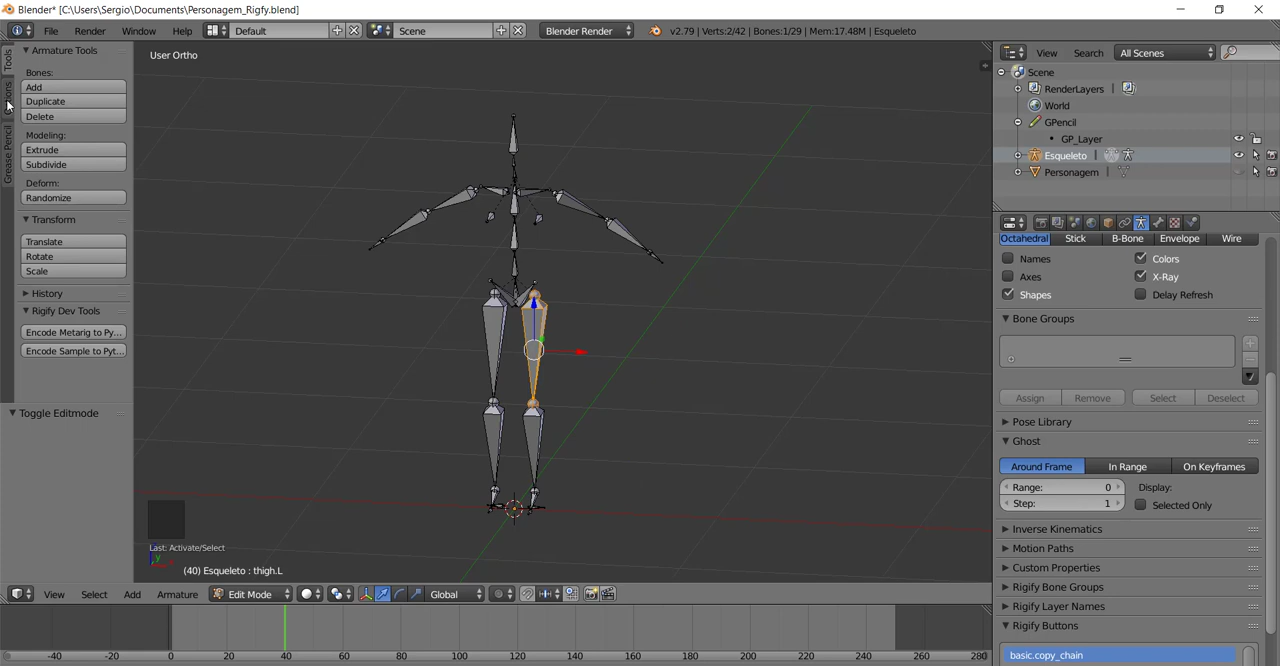 Blender* [C:\Users\Sergio\Documents\Personagem_Rigfy.blend]
File Render Window Help Default Scene Blender Render v2.79 | Verts:2/42 | Bones:1/29 | Mem:17.48M | Esqueleto
Tools
Options
Grease Pencil
Armature Tools
Bones:
Add
Duplicate
Delete
Modeling:
Extrude
Subdivide
Deform:
Randomize
Transform
Translate
Rotate
Scale
History
Rigify Dev Tools
Encode Metarig to Py...
Encode Sample to Pyt...
Toggle Editmode
User Ortho
Last: Activate/Select
y
(40) Esqueleto : thigh.L
View Select Add Armature Edit Mode Global
-40 -20 0 20 40 60 80 100 120 140 160 180 200 220 240 260 280
View Search All Scenes
Scene
RenderLayers
World
GPencil
GP_Layer
Esqueleto
Personagem
Octahedral Stick B-Bone Envelope Wire
Names Colors
Axes X-Ray
Shapes Delay Refresh
Bone Groups
Assign Remove Select Deselect
Pose Library
Ghost
Around Frame In Range On Keyframes
Range: 0 Display:
Step: 1 Selected Only
Inverse Kinematics
Motion Paths
Custom Properties
Rigify Bone Groups
Rigify Layer Names
Rigify Buttons
basic.copy_chain